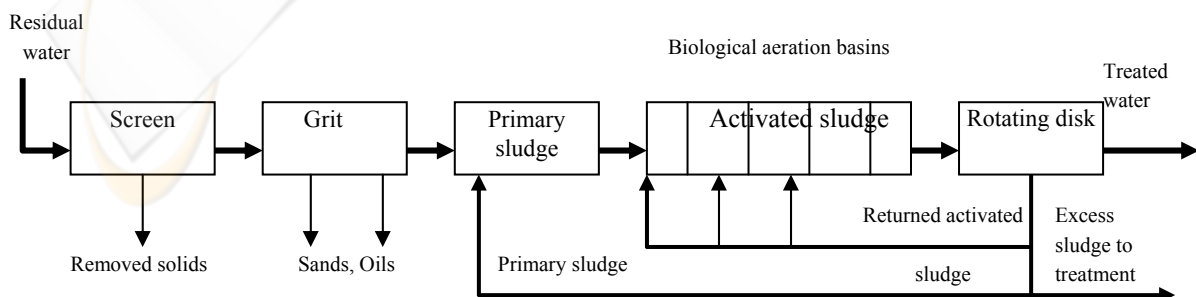 Residual
water
Biological aeration basins
Treated
water
Screen
Grit
Primary
sludge
Activated sludge
Rotating disk
Removed solids
Sands, Oils
Primary sludge
Returned activated
sludge
Excess
sludge to
treatment